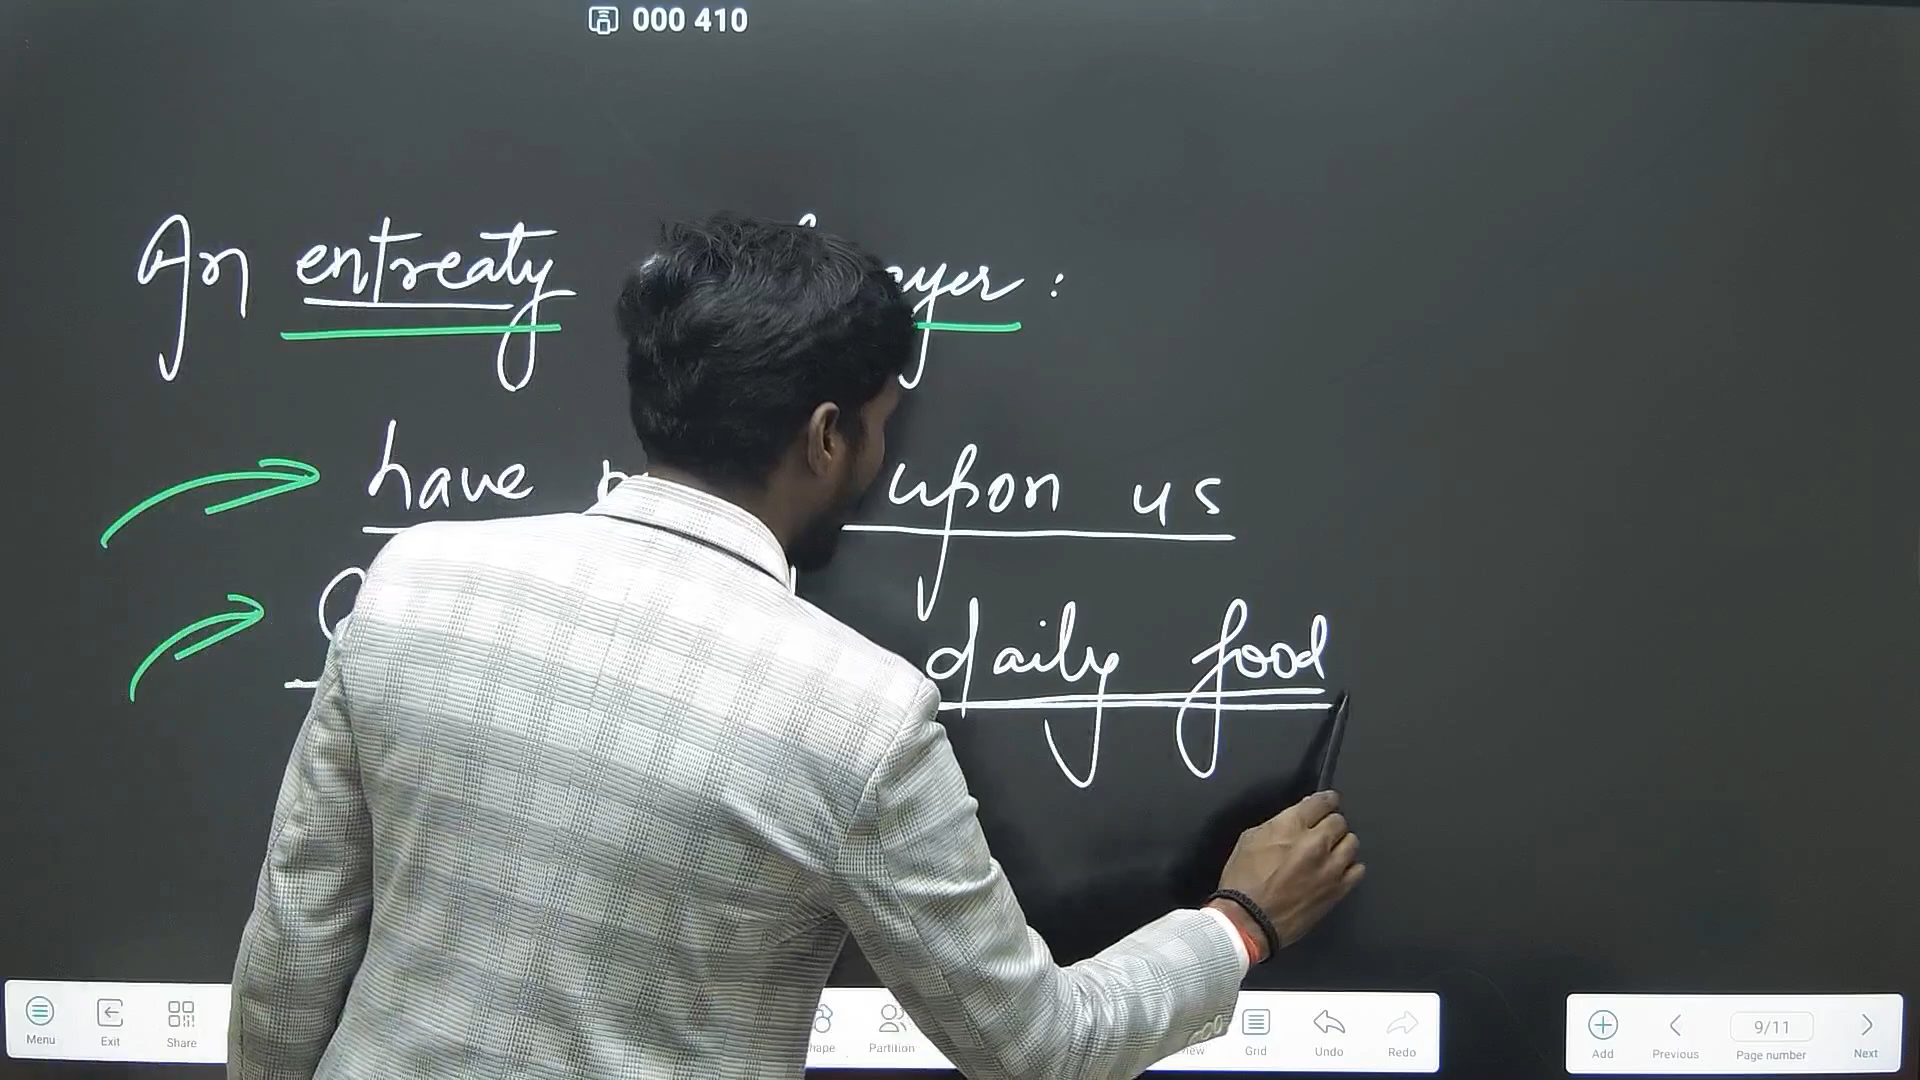 000 410
An entreaty :
have upon us
daily food
Menu Exit Share Partition Grid Undo Redo Add Previous 9/11 Page number Next